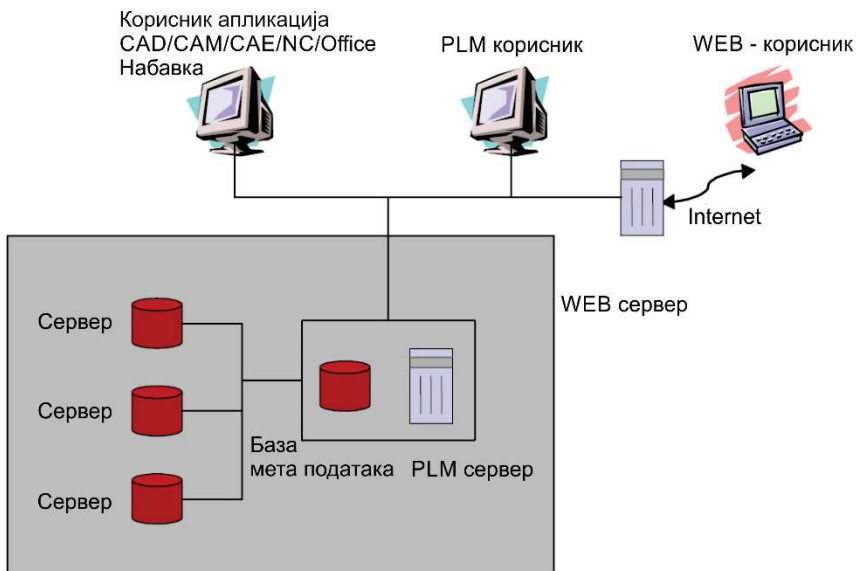 Корисник апликација
CAD/CAM/CAE/NC/Office
Набавка
PLM корисник
WEB - корисник
Internet
WEB сервер
Сервер
Сервер
Сервер
База
мета података
PLM сервер